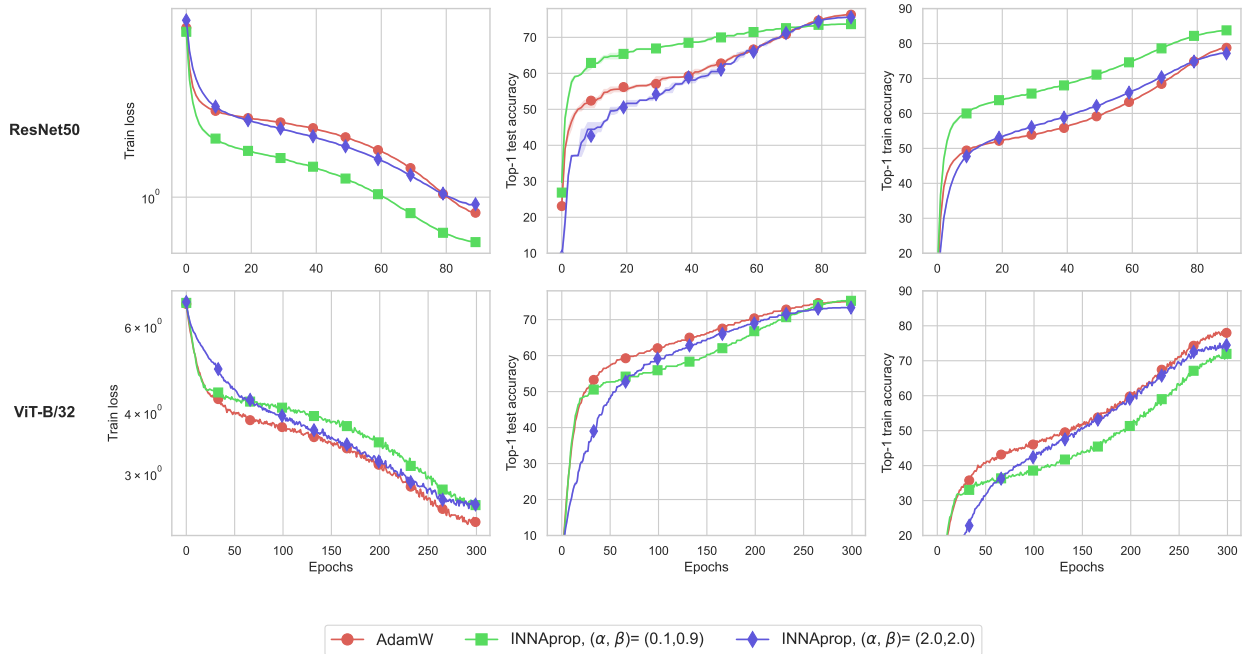 ResNet50
Train loss
10⁰
0 20 40 60 80
Top-1 test accuracy
70
60
50
40
30
20
10
0 20 40 60 80
Top-1 train accuracy
90
80
70
60
50
40
30
20
0 20 40 60 80
ViT-B/32
Train loss
6 × 10⁰
4 × 10⁰
3 × 10⁰
0 50 100 150 200 250 300
Epochs
Top-1 test accuracy
70
60
50
40
30
20
10
0 50 100 150 200 250 300
Epochs
Top-1 train accuracy
90
80
70
60
50
40
30
20
0 50 100 150 200 250 300
Epochs
AdamW INNAprop, (α, β)= (0.1,0.9) INNAprop, (α, β)= (2.0,2.0)